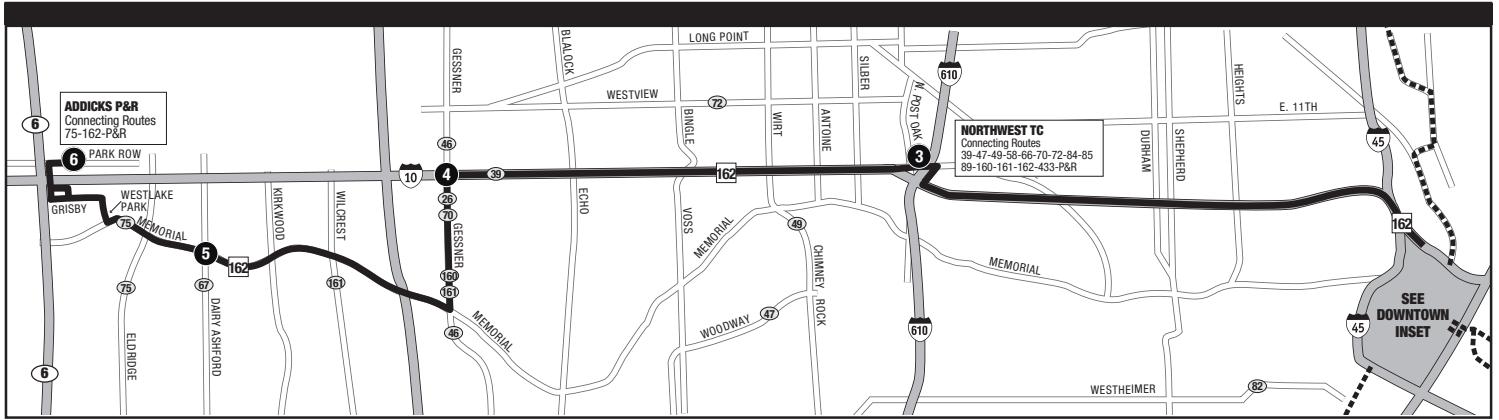 ADDICKS P&R
Connecting Routes
75-162-P&R
6
6
PARK ROW
GRISBY
WESTLAKE
PARK
75
MEMORIAL
5
162
75
67
161
ELDRIDGE
DAIRY ASHFORD
KIRKWOOD
WILCREST
6
10
GESSNER
46
4
39
26
70
GESSNER
160
161
46
MEMORIAL
BLALOCK
ECHO
LONG POINT
WESTVIEW
72
BINGLE
WIRT
ANTOINE
SILBER
N. POST OAK
162
VOSS
MEMORIAL
49
CHIMNEY ROCK
WOODWAY
47
610
3
NORTHWEST TC
Connecting Routes
39-47-49-58-66-70-72-84-85
89-160-161-162-433-P&R
MEMORIAL
610
DURHAM
SHEPHERD
HEIGHTS
E. 11TH
45
162
WESTHEIMER
82
45
SEE
DOWNTOWN
INSET